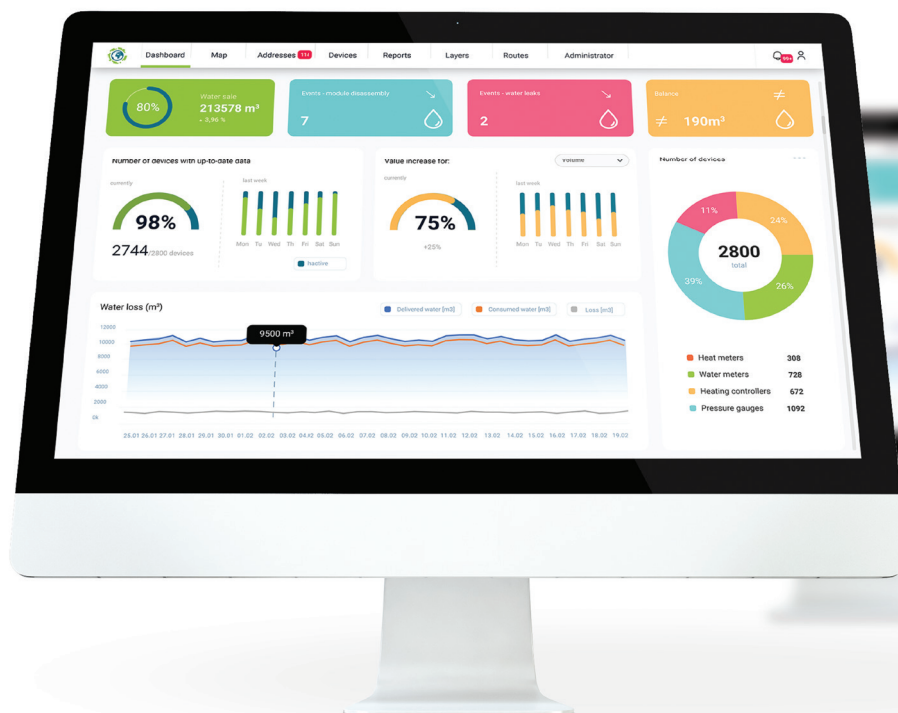 Dashboard Map Addresses Devices Reports Layers Routes Administrator 99+
80% Water sale
213578 m³
3,96 %
Events - module disassembly
7
Events - water leaks
2
Balance
≠ 190m³
Number of devices with up-to-date data
currently
98%
2744/2800 devices
last week
Mon Tu Wed Th Fri Sat Sun
Inactive
Value increase for: Volume
currently
75%
+25%
last week
Mon Tu Wed Th Fri Sat Sun
Number of devices
11%
24%
39%
26%
2800
total
Heat meters 308
Water meters 728
Heating controllers 672
Pressure gauges 1092
Water loss (m³)
Delivered water [m3] Consumed water [m3] Loss [m3]
9500 m³
12000
10000
8000
6000
4000
2000
25.01 26.01 27.01 28.01 29.01 30.01 01.02 02.02 03.02 04.02 05.02 06.02 07.02 08.02 09.02 10.02 11.02 12.02 13.02 14.02 15.02 16.02 17.02 18.02 19.02